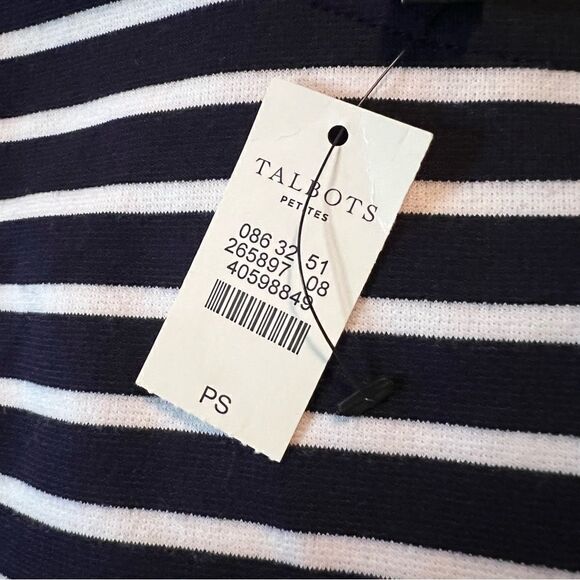 TALBOTS
PETITES
086 32 51
265897 08
40598849
PS